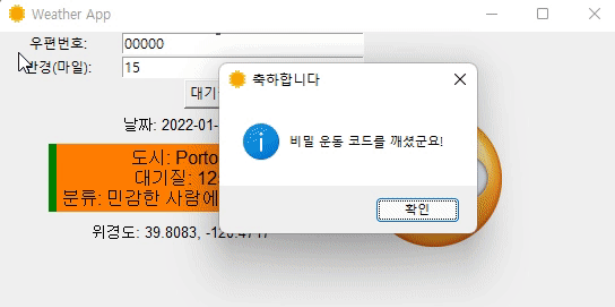 Weather App
우편번호:
00000
반경(마일):
15
대기
축하합니다
비밀 운동 코드를 깨셨군요!
확인
날짜: 2022-01-
도시: Porto
대기질: 12
분류: 민감한 사람에
위경도: 39.8083, -120.4717